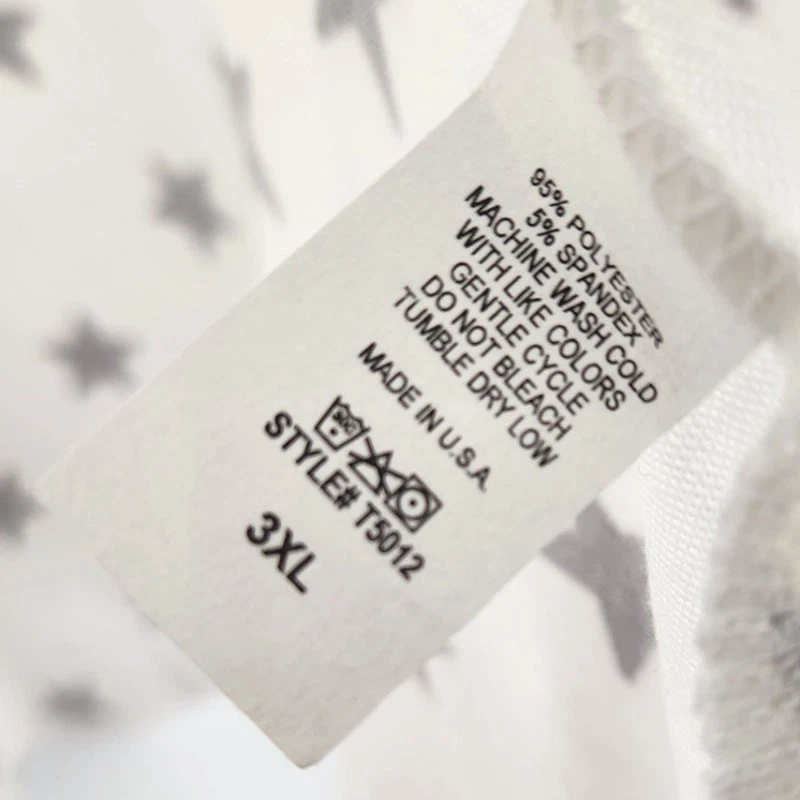 95% POLYESTER
5% SPANDEX
MACHINE WASH COLD
WITH LIKE COLORS
GENTLE CYCLE
DO NOT BLEACH
TUMBLE DRY LOW
MADE IN U.S.A.
STYLE# T5012
3XL